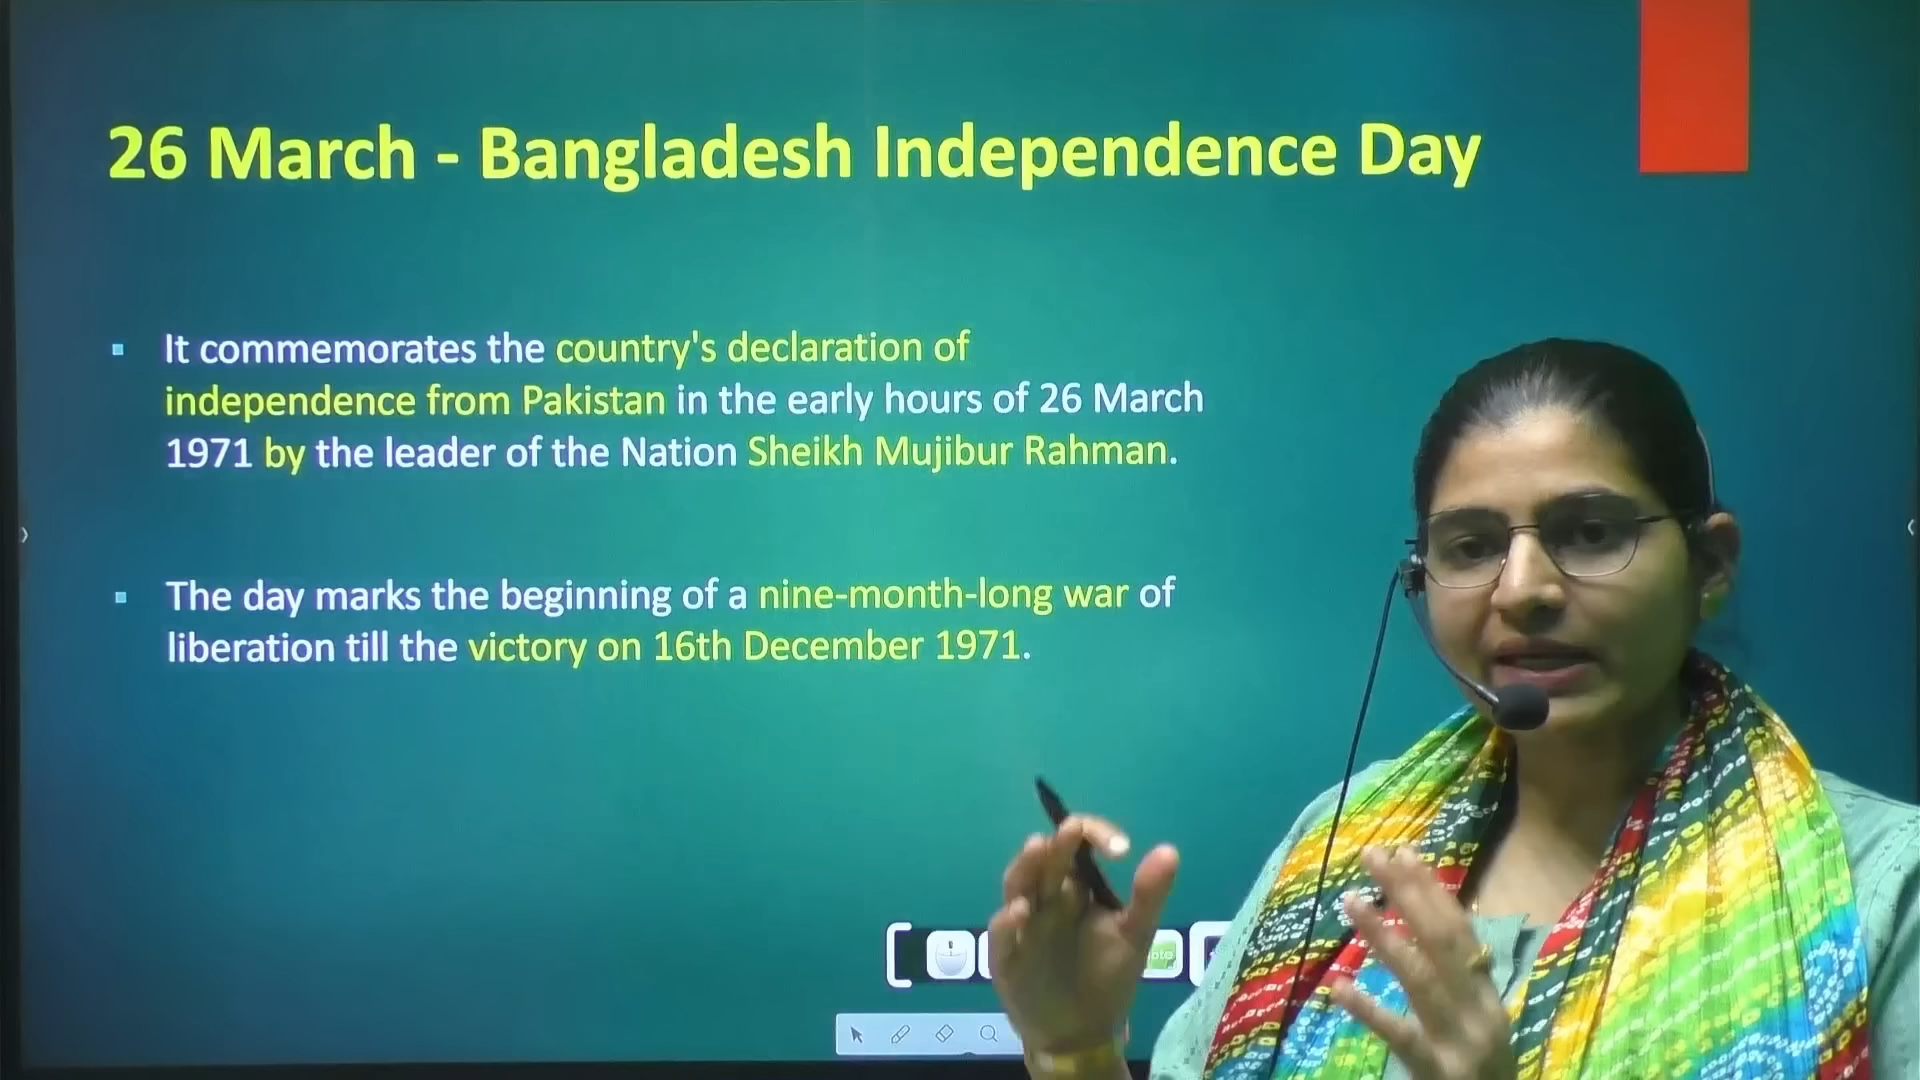 26 March - Bangladesh Independence Day
It commemorates the country's declaration of
independence from Pakistan in the early hours of 26 March
1971 by the leader of the Nation Sheikh Mujibur Rahman.
The day marks the beginning of a nine-month-long war of
liberation till the victory on 16th December 1971.